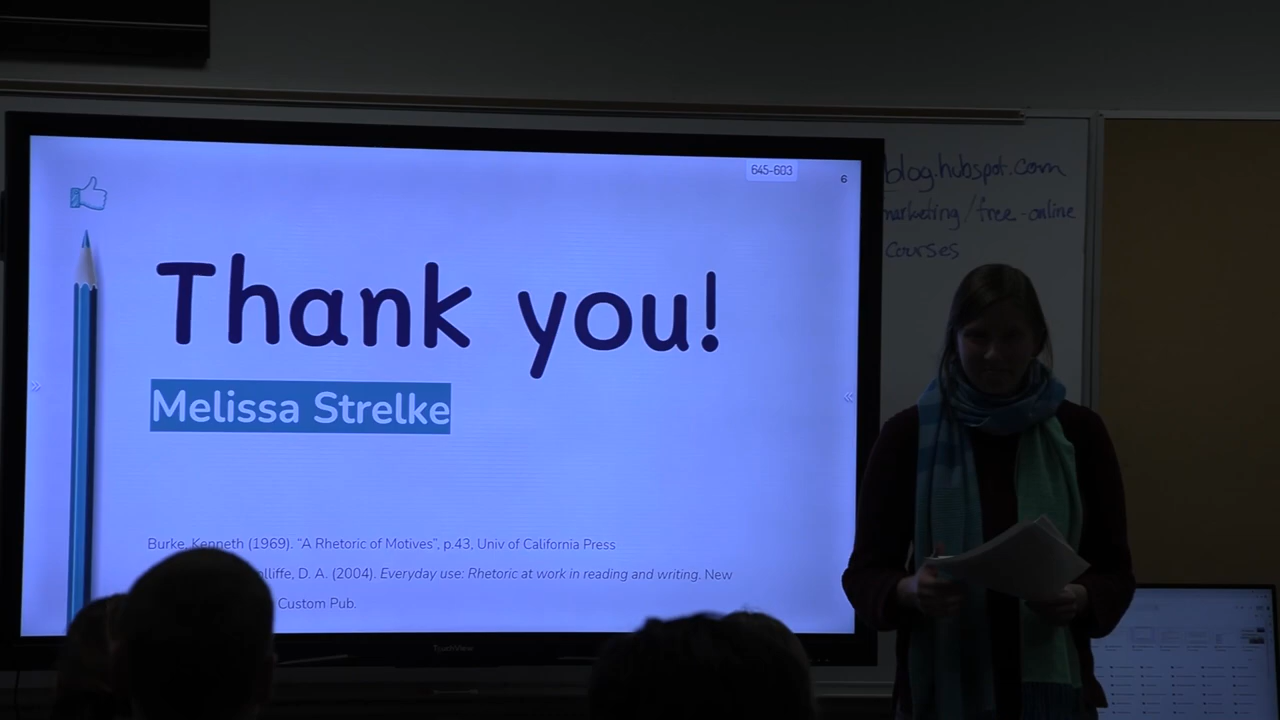 645-603
6
Thank you!
Melissa Strelke
Burke, Kenneth (1969). “A Rhetoric of Motives”, p.43, Univ of California Press
olliffe, D. A. (2004). Everyday use: Rhetoric at work in reading and writing. New
Custom Pub.
blog.hubspot.com
marketing/free-online
courses